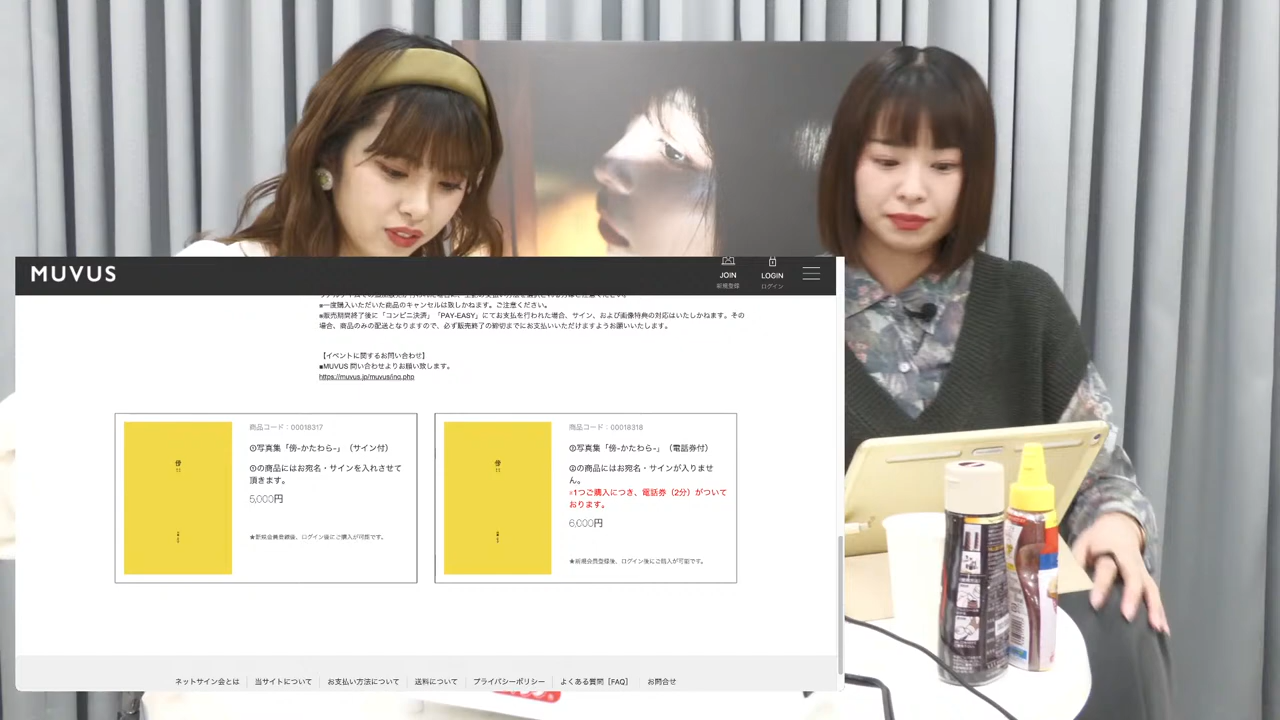 MUVUS
JOIN
新規登録
LOGIN
ログイン
■一度購入いただいた商品のキャンセルは致しかねます。ご注意ください。
■販売期間終了後に「コンビニ決済」「PAY-EASY」にてお支払を行われた場合、サイン、および画像特典の対応はいたしかねます。その
場合、商品のみの配送となりますので、必ず販売終了の締切までにお支払いいただけますようお願いいたします。
【イベントに関するお問い合わせ】
■MUVUS 問い合わせよりお願い致します。
https://muvus.jp/muvus/inq.php
商品コード：00018317
①写真集「傍-かたわら-」（サイン付）
①の商品にはお宛名・サインを入れさせて
頂きます。
5,000円
★新規会員登録後、ログイン後にご購入が可能です。
傍
商品コード：00018318
②写真集「傍-かたわら-」（電話券付）
②の商品にはお宛名・サインが入りませ
ん。
※1つご購入につき、電話券（2分）がついて
おります。
6,000円
★新規会員登録後、ログイン後にご購入が可能です。
傍
ネットサイン会とは
当サイトについて
お支払い方法について
送料について
プライバシーポリシー
よくある質問［FAQ］
お問合せ